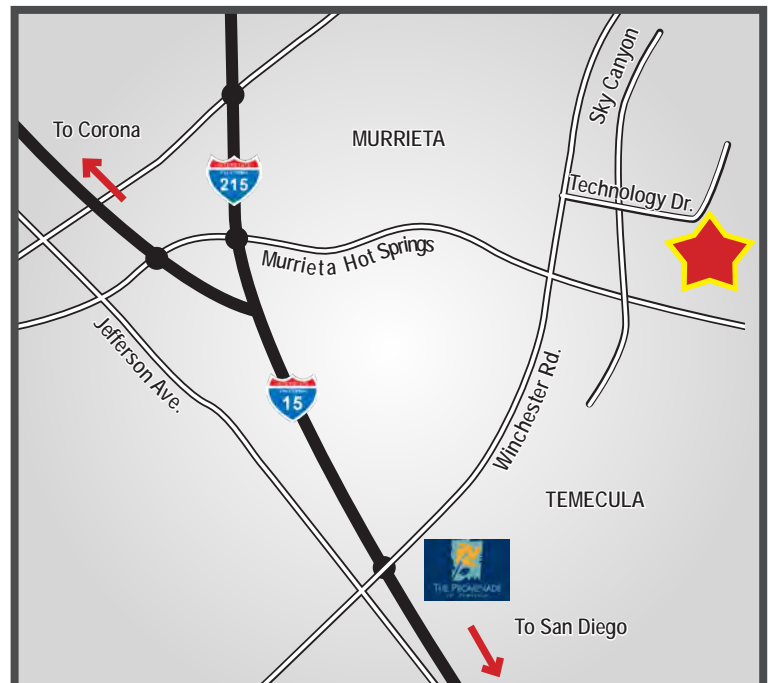 Sky Canyon
To Corona
MURRIETA
215
Technology Dr.
Murrieta Hot Springs
Jefferson Ave.
15
Winchester Rd.
TEMECULA
THE PROMENADE
To San Diego